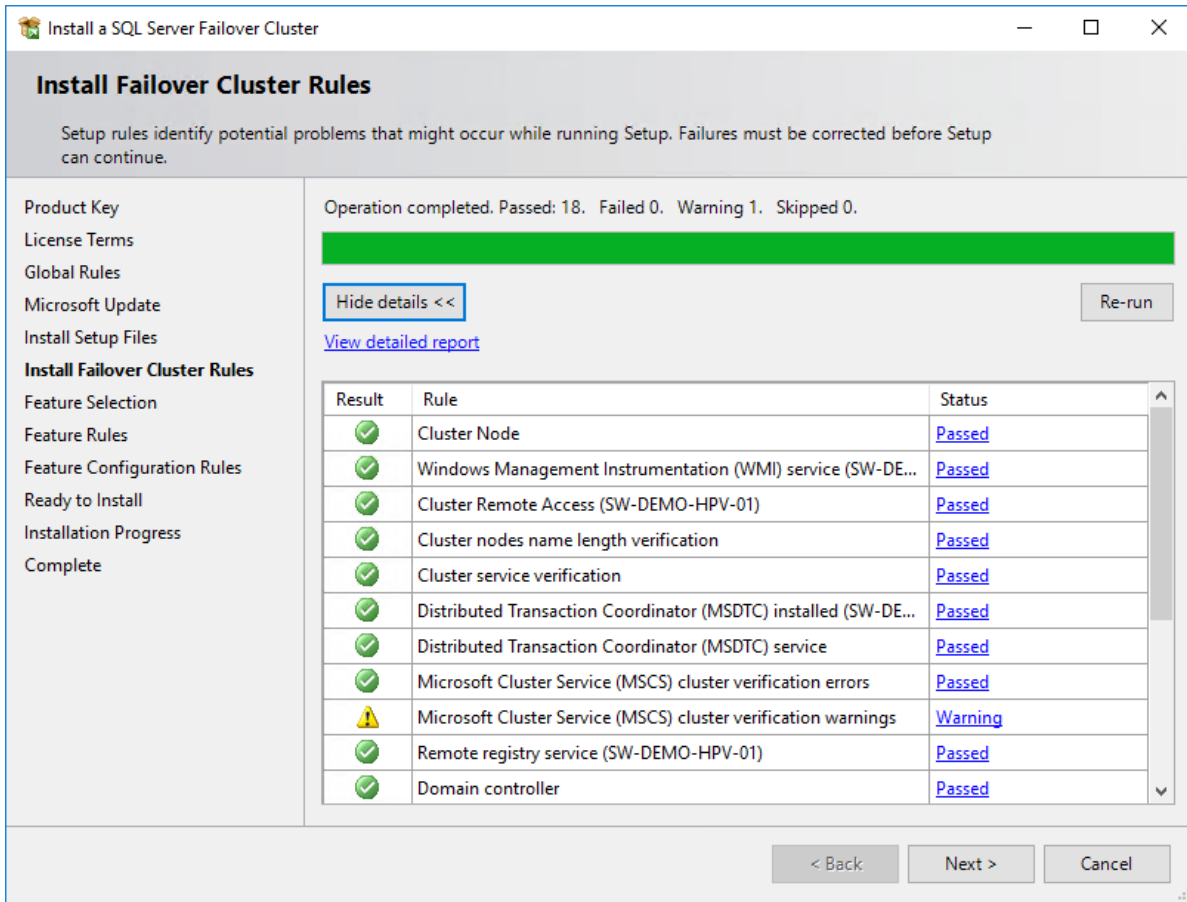 Install a SQL Server Failover Cluster
Install Failover Cluster Rules
Setup rules identify potential problems that might occur while running Setup. Failures must be corrected before Setup
can continue.
Product Key
License Terms
Global Rules
Microsoft Update
Install Setup Files
Install Failover Cluster Rules
Feature Selection
Feature Rules
Feature Configuration Rules
Ready to Install
Installation Progress
Complete
Operation completed. Passed: 18. Failed 0. Warning 1. Skipped 0.
Hide details << Re-run
View detailed report
Result Rule Status
Cluster Node Passed
Windows Management Instrumentation (WMI) service (SW-DE... Passed
Cluster Remote Access (SW-DEMO-HPV-01) Passed
Cluster nodes name length verification Passed
Cluster service verification Passed
Distributed Transaction Coordinator (MSDTC) installed (SW-DE... Passed
Distributed Transaction Coordinator (MSDTC) service Passed
Microsoft Cluster Service (MSCS) cluster verification errors Passed
Microsoft Cluster Service (MSCS) cluster verification warnings Warning
Remote registry service (SW-DEMO-HPV-01) Passed
Domain controller Passed
< Back Next > Cancel